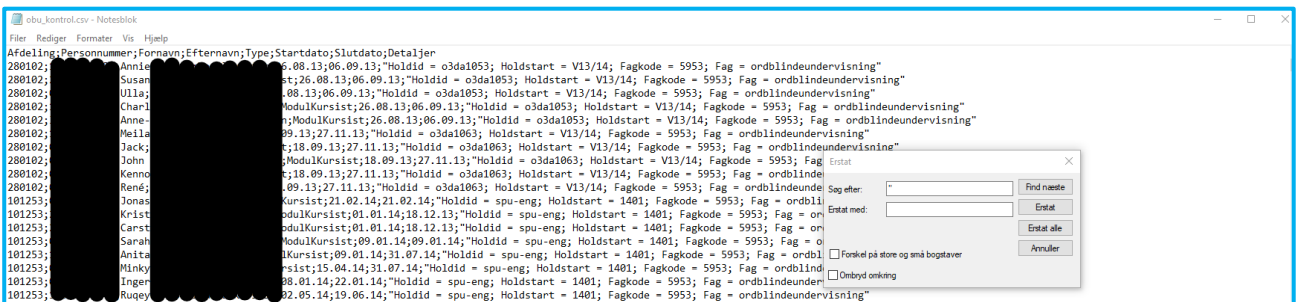 obu_kontrol.csv - Notesblok
Filer Rediger Formater Vis Hjælp
Afdeling;Personnummer;Fornavn;Efternavn;Type;Startdato;Slutdato;Detaljer
280102; Annie 6.08.13;06.09.13;"Holdid = o3da1053; Holdstart = V13/14; Fagkode = 5953; Fag = ordblindeundervisning"
280102; Susan st;26.08.13;06.09.13;"Holdid = o3da1053; Holdstart = V13/14; Fagkode = 5953; Fag = ordblindeundervisning"
280102; Ulla; .08.13;06.09.13;"Holdid = o3da1053; Holdstart = V13/14; Fagkode = 5953; Fag = ordblindeundervisning"
280102; Charl ModulKursist;26.08.13;06.09.13;"Holdid = o3da1053; Holdstart = V13/14; Fagkode = 5953; Fag = ordblindeundervisning"
280102; Anne- n;ModulKursist;26.08.13;06.09.13;"Holdid = o3da1053; Holdstart = V13/14; Fagkode = 5953; Fag = ordblindeundervisning"
280102; Meila 09.13;27.11.13;"Holdid = o3da1063; Holdstart = V13/14; Fagkode = 5953; Fag = ordblindeundervisning"
280102; Jack; t;18.09.13;27.11.13;"Holdid = o3da1063; Holdstart = V13/14; Fagkode = 5953; Fag = ordblindeundervisning"
280102; John ;ModulKursist;18.09.13;27.11.13;"Holdid = o3da1063; Holdstart = V13/14; Fagkode = 5953; Fag
280102; Kenno t;18.09.13;27.11.13;"Holdid = o3da1063; Holdstart = V13/14; Fagkode = 5953; Fag = ordblindeunde
280102; René; .09.13;27.11.13;"Holdid = o3da1063; Holdstart = V13/14; Fagkode = 5953; Fag = ordblindeunde
101253; Jonas Kursist;21.02.14;21.02.14;"Holdid = spu-eng; Holdstart = 1401; Fagkode = 5953; Fag = ordbli
101253; Krist odulKursist;01.01.14;18.12.13;"Holdid = spu-eng; Holdstart = 1401; Fagkode = 5953; Fag = or
101253; Carst dulKursist;01.01.14;18.12.13;"Holdid = spu-eng; Holdstart = 1401; Fagkode = 5953; Fag = ord
101253; Sarah ModulKursist;09.01.14;09.01.14;"Holdid = spu-eng; Holdstart = 1401; Fagkode = 5953; Fag = o
101253; Anita lKursist;09.01.14;31.07.14;"Holdid = spu-eng; Holdstart = 1401; Fagkode = 5953; Fag = ordb
101253; Minky rsist;15.04.14;31.07.14;"Holdid = spu-eng; Holdstart = 1401; Fagkode = 5953; Fag = ordblind
101253; Inger 08.01.14;22.01.14;"Holdid = spu-eng; Holdstart = 1401; Fagkode = 5953; Fag = ordblindeunder
101253; Ruqey 02.05.14;19.06.14;"Holdid = spu-eng; Holdstart = 1401; Fagkode = 5953; Fag = ordblindeundervisning"
Erstat
Søg efter: " Find næste
Erstat med: Erstat
Erstat alle
Annuller
Forskel på store og små bogstaver
Ombryd omkring